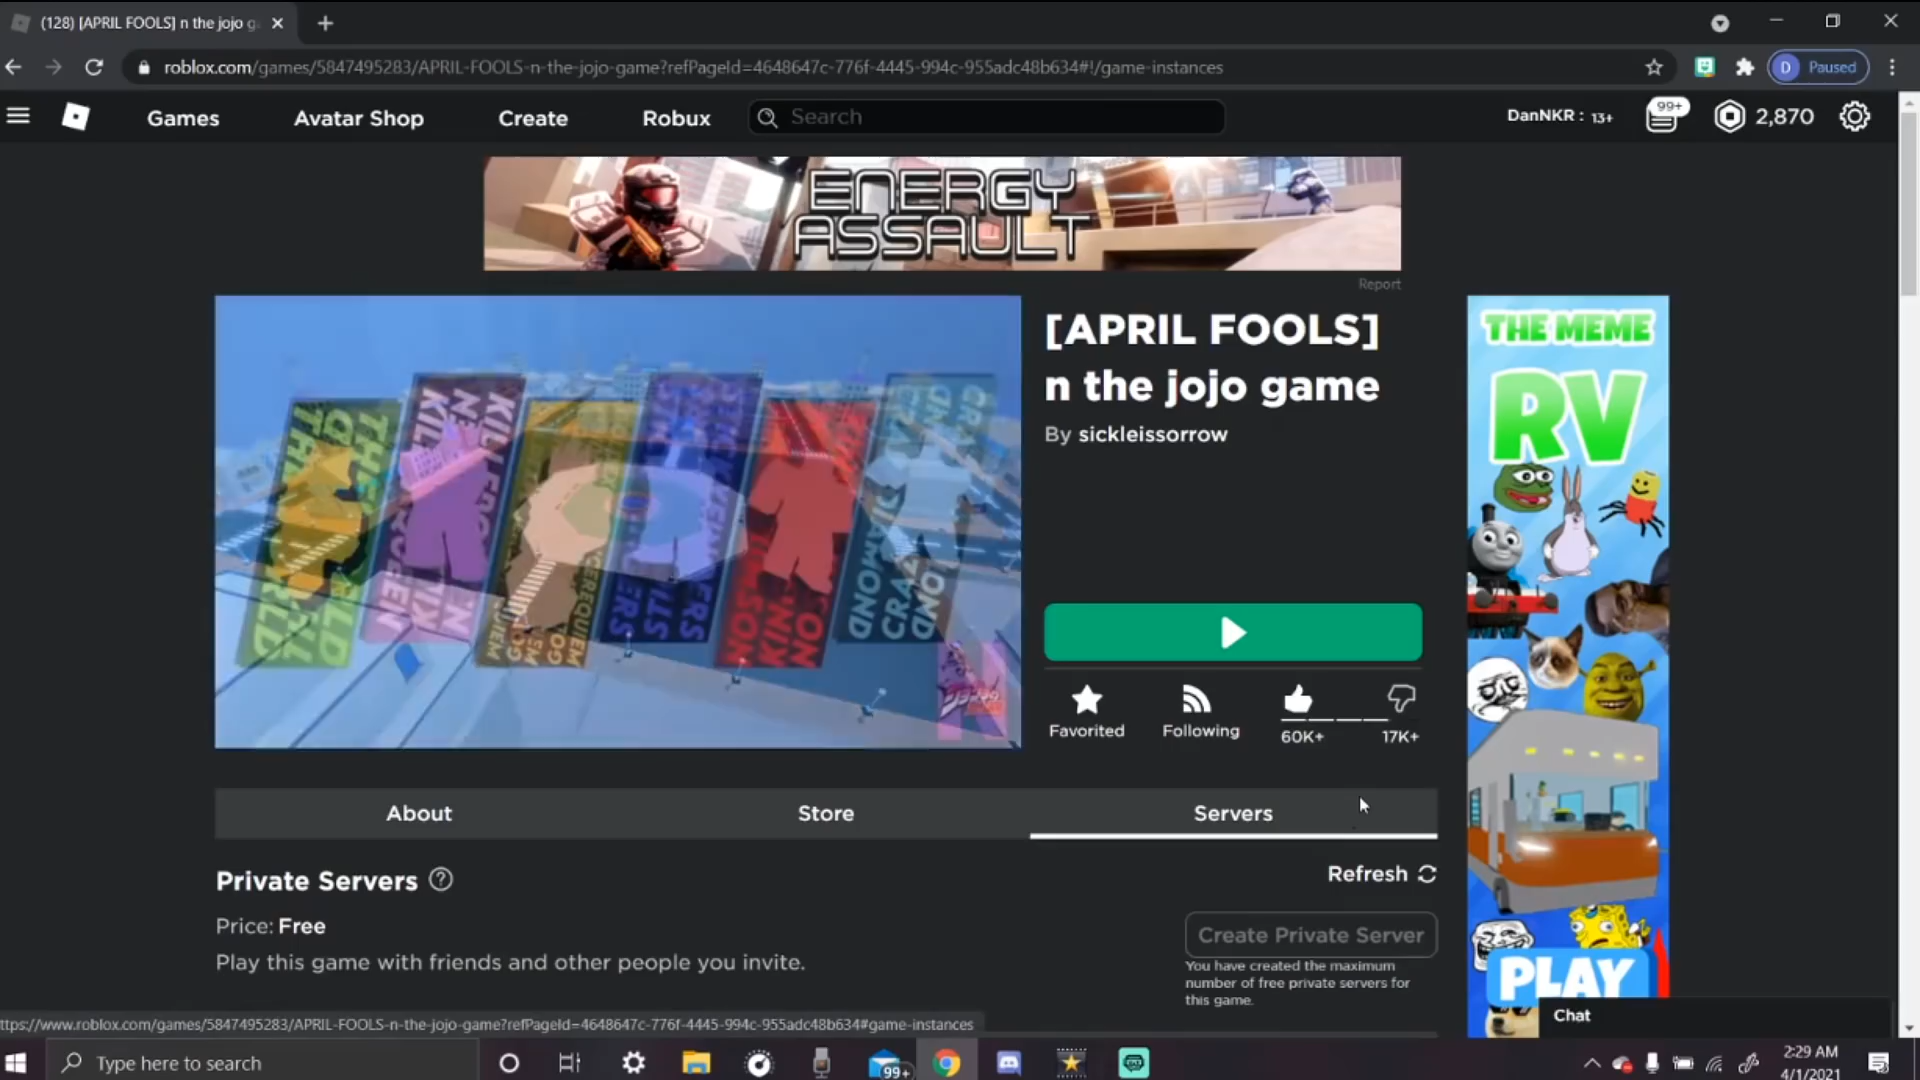 (128) [APRIL FOOLS] n the jojo g
roblox.com/games/5847495283/APRIL-FOOLS-n-the-jojo-game?refPageId=4648647c-776f-4445-994c-955adc48b634#!/game-instances
D Paused
Games
Avatar Shop
Create
Robux
Search
DanNKR : 13+
99+
2,870
ENERGY
ASSAULT
Report
[APRIL FOOLS]
n the jojo game
By sickleissorrow
Favorited
Following
60K+
17K+
THE MEME
RV
PLAY
About
Store
Servers
Private Servers
Refresh
Price: Free
Create Private Server
Play this game with friends and other people you invite.
You have created the maximum
number of free private servers for
this game.
ttps://www.roblox.com/games/5847495283/APRIL-FOOLS-n-the-jojo-game?refPageId=4648647c-776f-4445-994c-955adc48b634#game-instances
Chat
Type here to search
99+
2:29 AM
4/1/2021